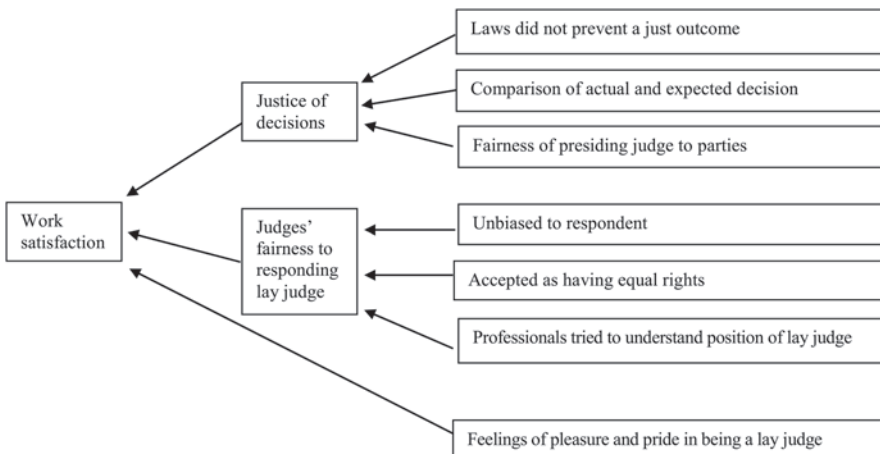 Laws did not prevent a just outcome
Justice of
decisions
Comparison of actual and expected decision
Fairness of presiding judge to parties
Work
satisfaction
Judges'
fairness to
responding
lay judge
Unbiased to respondent
Accepted as having equal rights
Professionals tried to understand position of lay judge
Feelings of pleasure and pride in being a lay judge